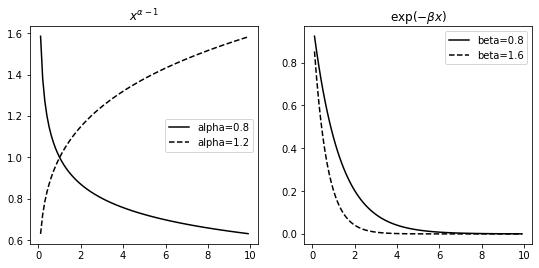 x^{α−1}
1.6
1.4
1.2
1.0
0.8
0.6
alpha=0.8
alpha=1.2
0 2 4 6 8 10
exp(−βx)
0.8
0.6
0.4
0.2
0.0
beta=0.8
beta=1.6
0 2 4 6 8 10